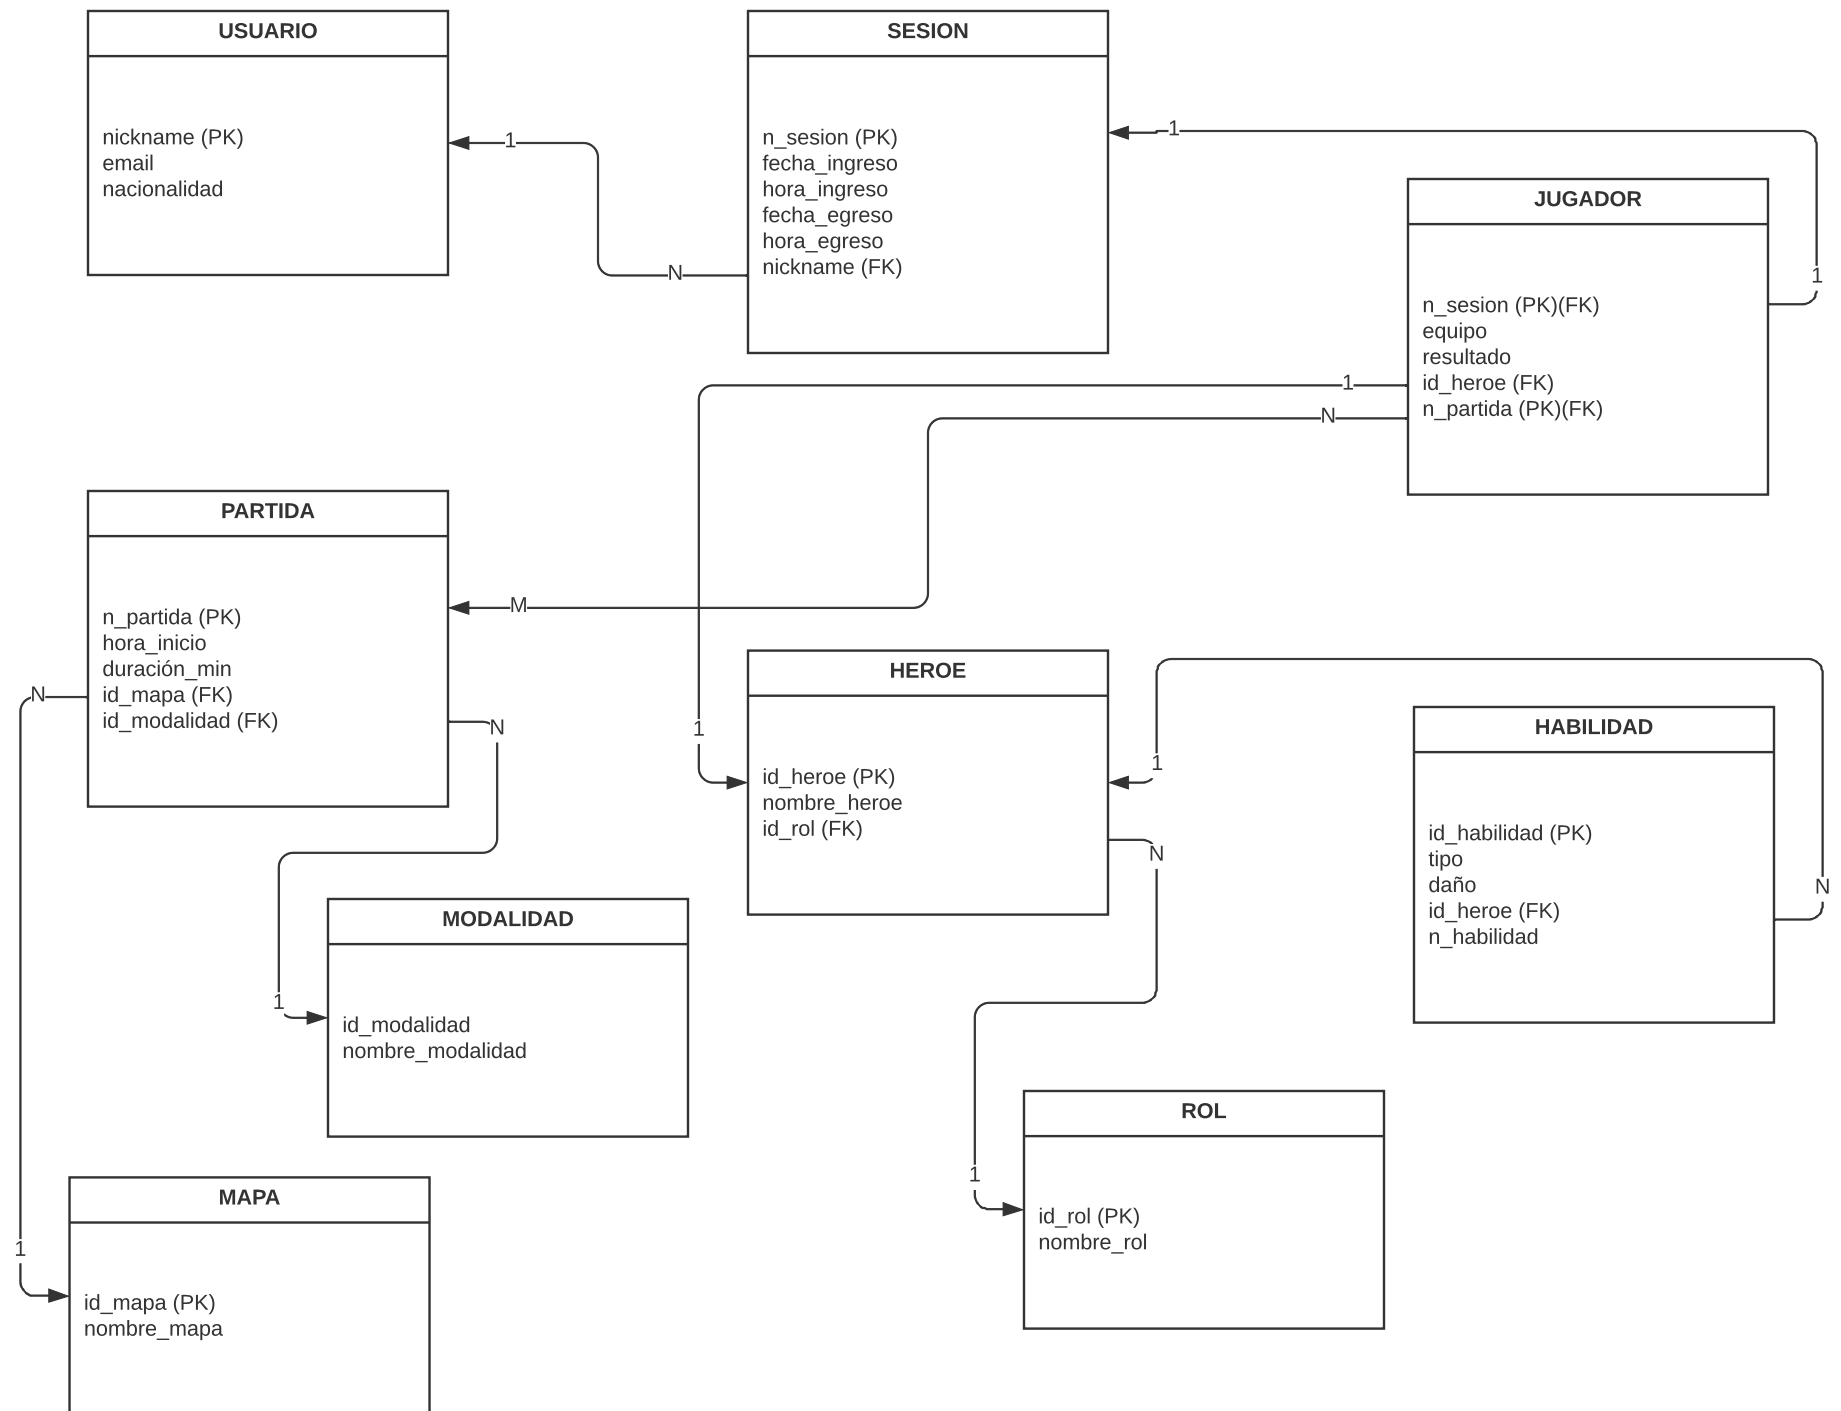 USUARIO
nickname (PK)
email
nacionalidad
1
N
SESION
n_sesion (PK)
fecha_ingreso
hora_ingreso
fecha_egreso
hora_egreso
nickname (FK)
1
1
JUGADOR
n_sesion (PK)(FK)
equipo
resultado
id_heroe (FK)
n_partida (PK)(FK)
1
N
M
1
PARTIDA
n_partida (PK)
hora_inicio
duración_min
id_mapa (FK)
id_modalidad (FK)
N
N
HEROE
id_heroe (PK)
nombre_heroe
id_rol (FK)
1
N
HABILIDAD
id_habilidad (PK)
tipo
daño
id_heroe (FK)
n_habilidad
N
MODALIDAD
id_modalidad
nombre_modalidad
1
ROL
id_rol (PK)
nombre_rol
1
MAPA
id_mapa (PK)
nombre_mapa
1